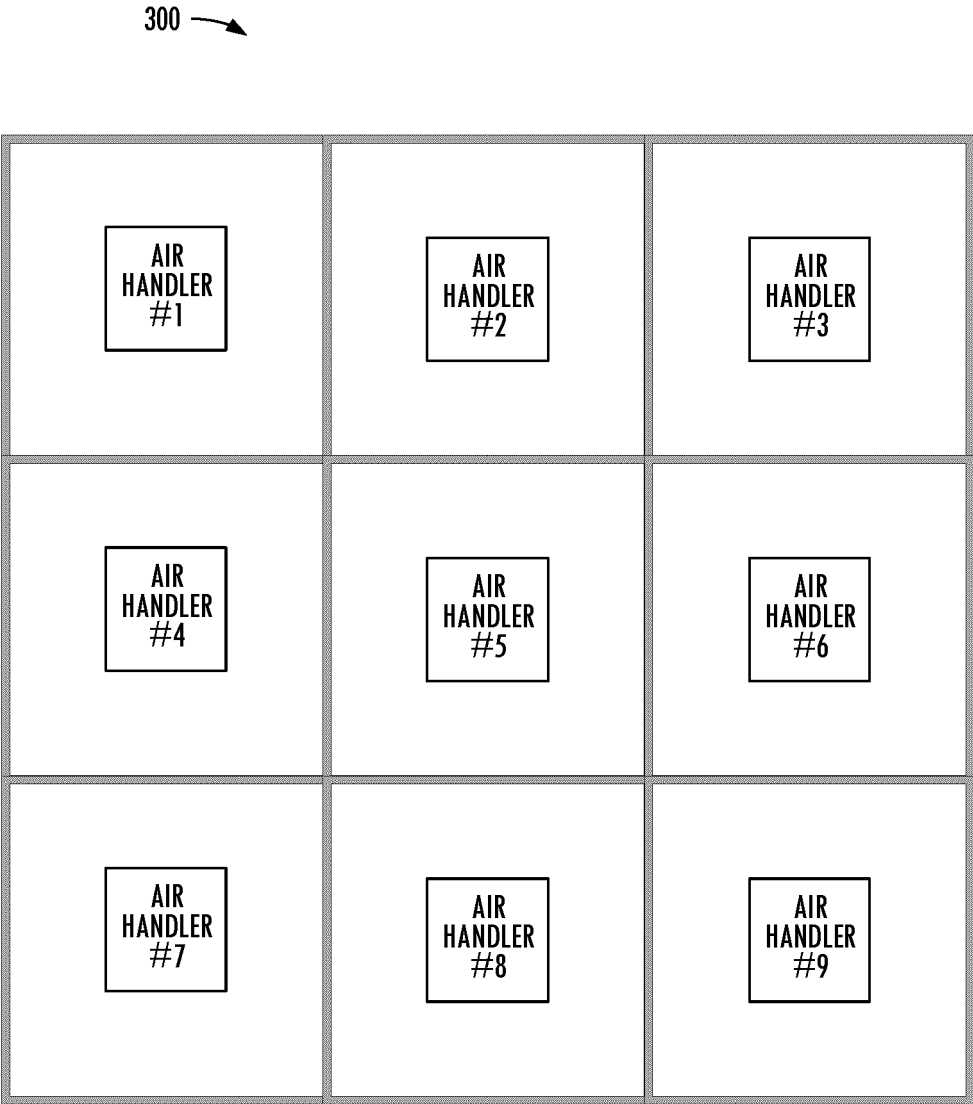 300
AIR
HANDLER
#1
AIR
HANDLER
#2
AIR
HANDLER
#3
AIR
HANDLER
#4
AIR
HANDLER
#5
AIR
HANDLER
#6
AIR
HANDLER
#7
AIR
HANDLER
#8
AIR
HANDLER
#9